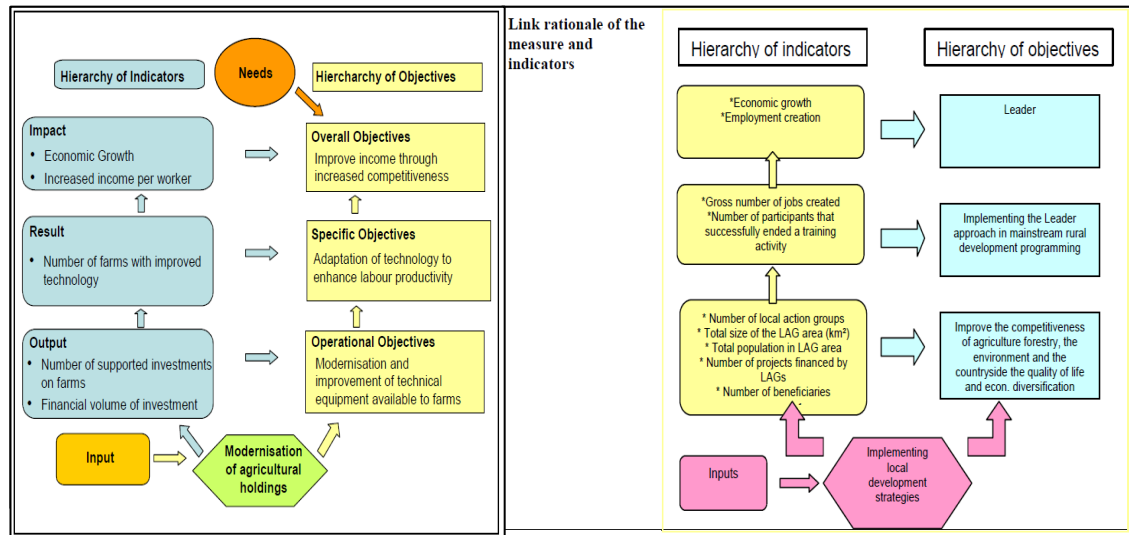 Needs
Hierarchy of Indicators
Hiercharchy of Objectives
Impact
• Economic Growth
• Increased income per worker
Overall Objectives
Improve income through
increased competitiveness
Result
• Number of farms with improved
technology
Specific Objectives
Adaptation of technology to
enhance labour productivity
Output
• Number of supported investments
on farms
• Financial volume of investment
Operational Objectives
Modernisation and
improvement of technical
equipment available to farms
Input
Modernisation
of agricultural
holdings
Link rationale of the
measure and
indicators
Hierarchy of indicators
Hierarchy of objectives
*Economic growth
*Employment creation
Leader
*Gross number of jobs created
*Number of participants that
successfully ended a training
activity
Implementing the Leader
approach in mainstream rural
development programming
* Number of local action groups
* Total size of the LAG area (km²)
* Total population in LAG area
* Number of projects financed by
LAGs
* Number of beneficiaries
Improve the competitiveness
of agriculture forestry, the
environment and the
countryside the quality of life
and econ. diversification
Inputs
Implementing
local
development
strategies